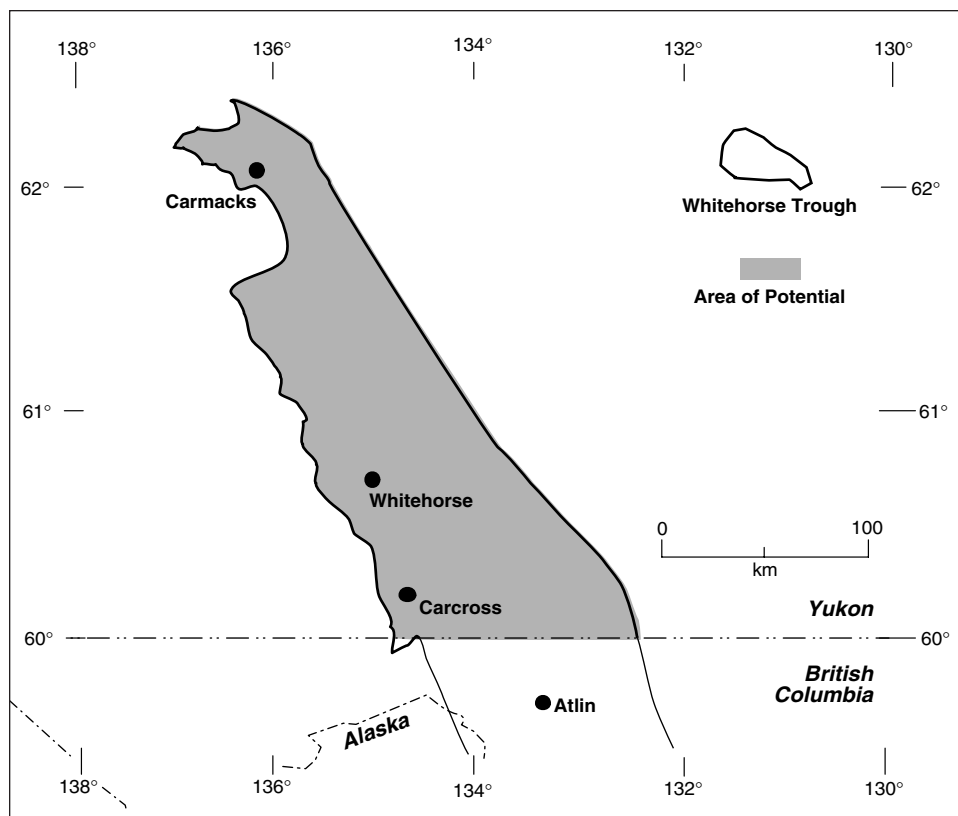 138° 136° 134° 132° 130°
62° 62°
Carmacks
Whitehorse Trough
Area of Potential
61° 61°
Whitehorse
0 100
km
Carcross
Yukon
60° 60°
British
Columbia
Atlin
Alaska
138° 136° 134° 132° 130°